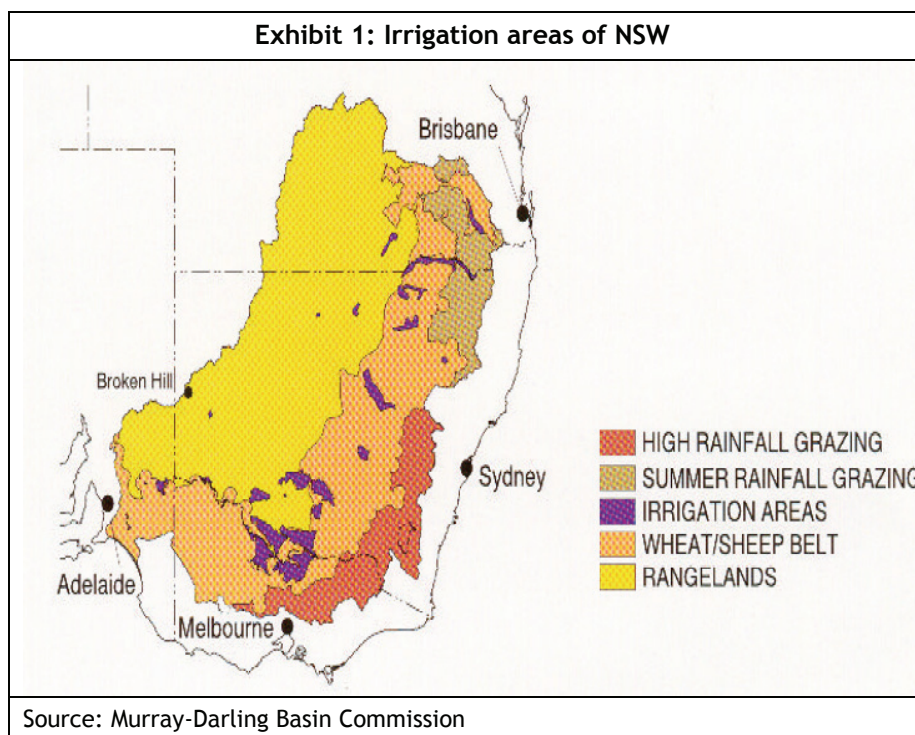 Exhibit 1: Irrigation areas of NSW
Brisbane
Broken Hill
Sydney
Adelaide
Melbourne
HIGH RAINFALL GRAZING
SUMMER RAINFALL GRAZING
IRRIGATION AREAS
WHEAT/SHEEP BELT
RANGELANDS
Source: Murray-Darling Basin Commission